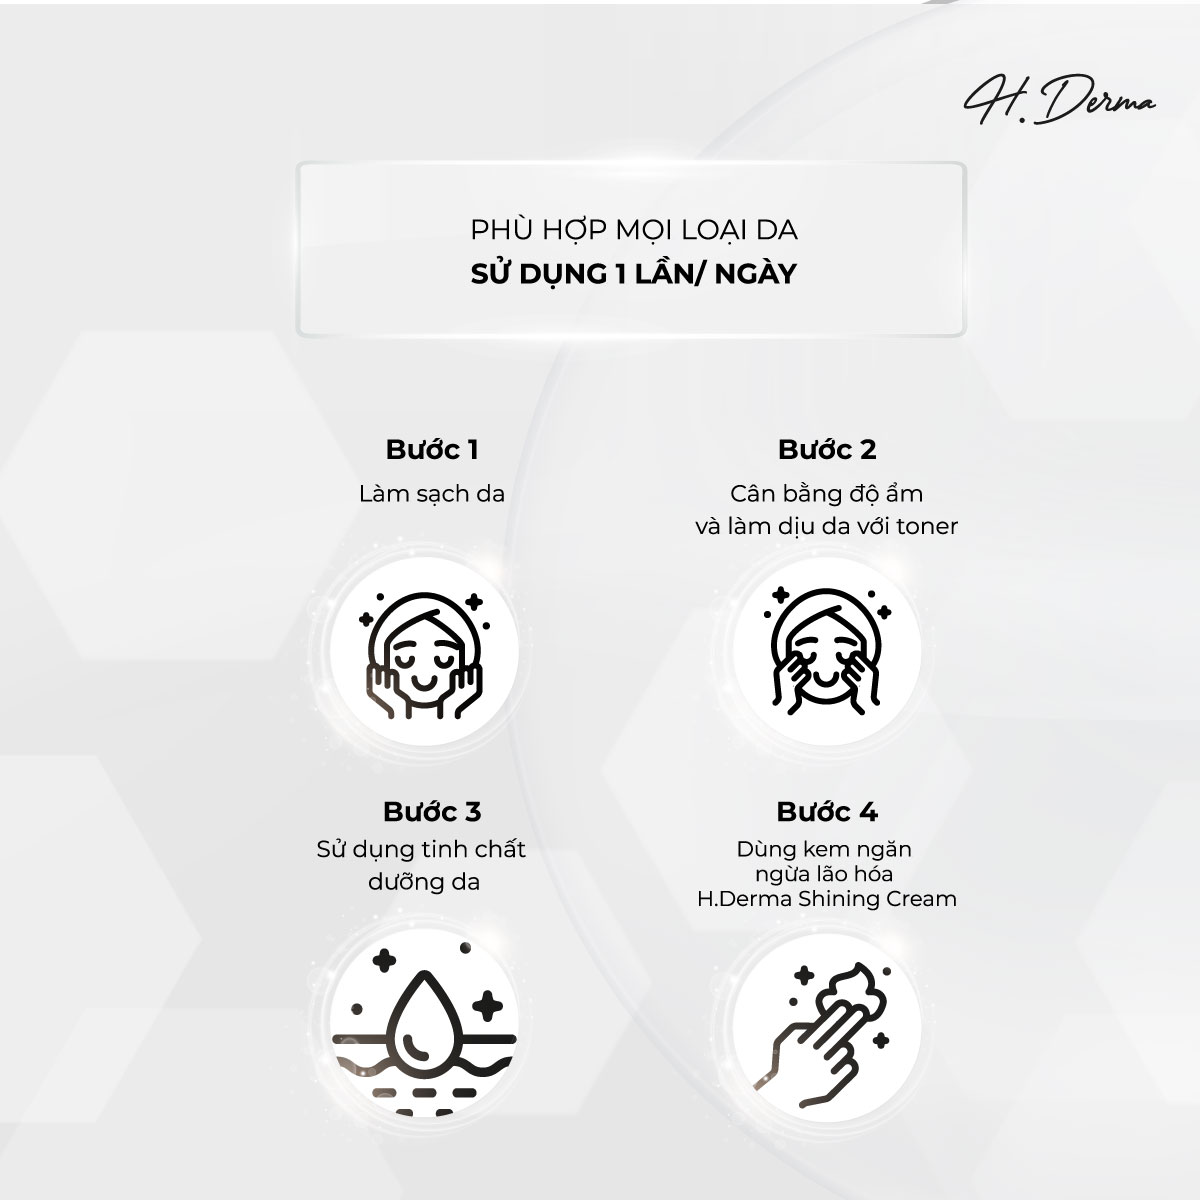 H. Derma
PHÙ HỢP MỌI LOẠI DA
SỬ DỤNG 1 LẦN/ NGÀY
Bước 1
Làm sạch da
Bước 2
Cân bằng độ ẩm
và làm dịu da với toner
Bước 3
Sử dụng tinh chất
dưỡng da
Bước 4
Dùng kem ngăn
ngừa lão hóa
H.Derma Shining Cream